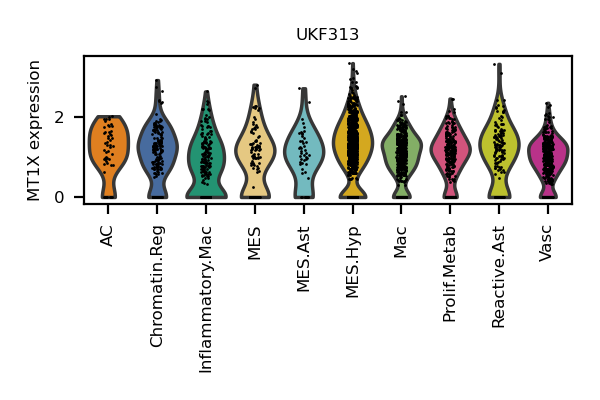 UKF313
MT1X expression
2
0
AC
Chromatin.Reg
Inflammatory.Mac
MES
MES.Ast
MES.Hyp
Mac
Prolif.Metab
Reactive.Ast
Vasc